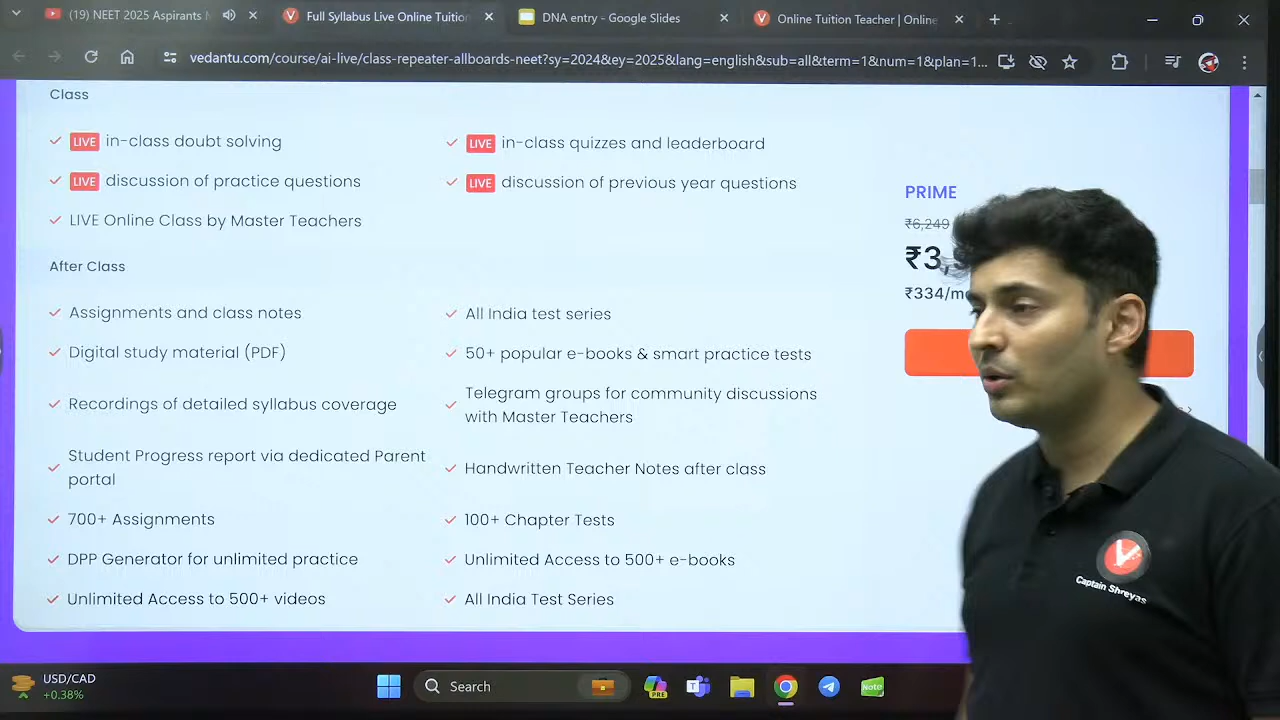 (19) NEET 2025 Aspirants
Full Syllabus Live Online Tuition
DNA entry - Google Slides
Online Tuition Teacher | Online
vedantu.com/course/ai-live/class-repeater-allboards-neet?sy=2024&ey=2025&lang=english&sub=all&term=1&num=1&plan=1...
Class
LIVE in-class doubt solving
LIVE in-class quizzes and leaderboard
LIVE discussion of practice questions
LIVE discussion of previous year questions
LIVE Online Class by Master Teachers
After Class
Assignments and class notes
All India test series
Digital study material (PDF)
50+ popular e-books & smart practice tests
Recordings of detailed syllabus coverage
Telegram groups for community discussions
with Master Teachers
Student Progress report via dedicated Parent
portal
Handwritten Teacher Notes after class
700+ Assignments
100+ Chapter Tests
DPP Generator for unlimited practice
Unlimited Access to 500+ e-books
Unlimited Access to 500+ videos
All India Test Series
PRIME
₹6,249
₹3,
₹334/mo
Captain Shreyas
USD/CAD
+0.38%
Search
PRE
Note